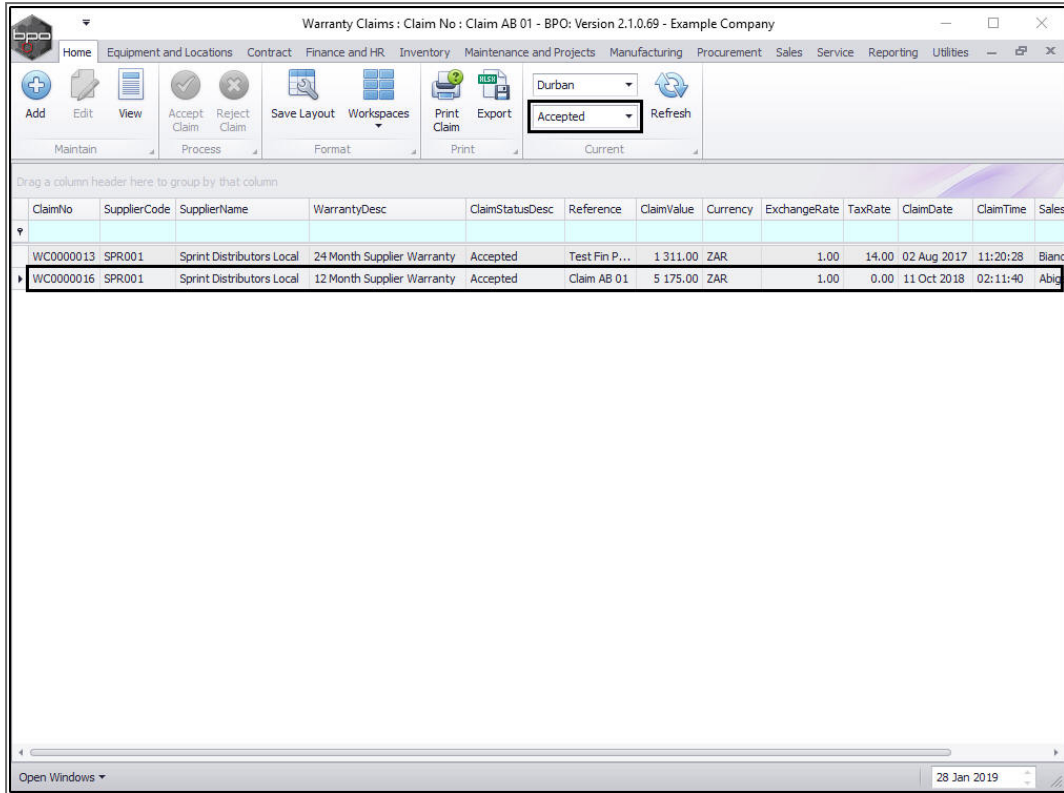 Warranty Claims : Claim No : Claim AB 01 - BPO: Version 2.1.0.69 - Example Company
bpo
Home Equipment and Locations Contract Finance and HR Inventory Maintenance and Projects Manufacturing Procurement Sales Service Reporting Utilities
Add Edit View Accept Claim Reject Claim Save Layout Workspaces Print Claim Export Durban Accepted Refresh
Maintain Process Format Print Current
Drag a column header here to group by that column
ClaimNo SupplierCode SupplierName WarrantyDesc ClaimStatusDesc Reference ClaimValue Currency ExchangeRate TaxRate ClaimDate ClaimTime Sales
WC0000013 SPR001 Sprint Distributors Local 24 Month Supplier Warranty Accepted Test Fin P... 1 311.00 ZAR 1.00 14.00 02 Aug 2017 11:20:28 Bianc
WC0000016 SPR001 Sprint Distributors Local 12 Month Supplier Warranty Accepted Claim AB 01 5 175.00 ZAR 1.00 0.00 11 Oct 2018 02:11:40 Abig
Open Windows 28 Jan 2019